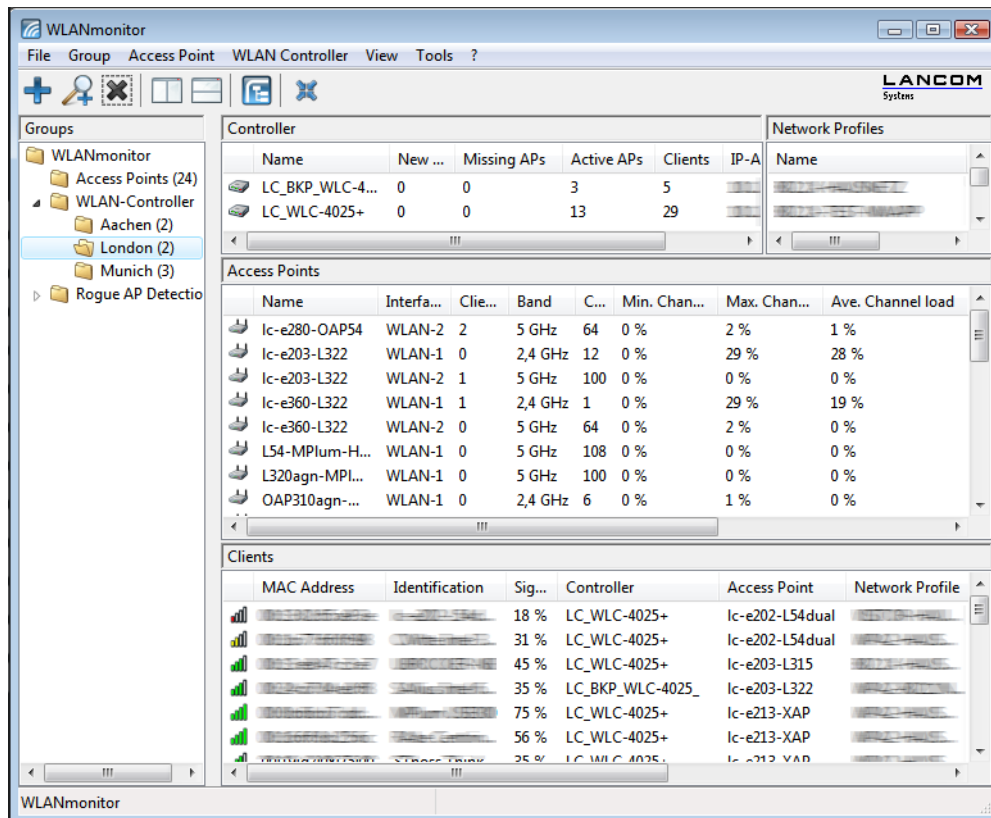 WLANmonitor
File Group Access Point WLAN Controller View Tools ?
LANCOM
Systems
Groups
WLANmonitor
Access Points (24)
WLAN-Controller
Aachen (2)
London (2)
Munich (3)
Rogue AP Detectio
Controller
Name New ... Missing APs Active APs Clients IP-A
LC_BKP_WLC-4... 0 0 3 5
LC_WLC-4025+ 0 0 13 29
Network Profiles
Name
Access Points
Name Interfa... Clie... Band C... Min. Chan... Max. Chan... Ave. Channel load
lc-e280-OAP54 WLAN-2 2 5 GHz 64 0 % 2 % 1 %
lc-e203-L322 WLAN-1 0 2,4 GHz 12 0 % 29 % 28 %
lc-e203-L322 WLAN-2 1 5 GHz 100 0 % 0 % 0 %
lc-e360-L322 WLAN-1 1 2,4 GHz 1 0 % 29 % 19 %
lc-e360-L322 WLAN-2 0 5 GHz 64 0 % 2 % 0 %
L54-MPlum-H... WLAN-1 0 5 GHz 108 0 % 0 % 0 %
L320agn-MPl... WLAN-1 0 5 GHz 100 0 % 0 % 0 %
OAP310agn-... WLAN-1 0 2,4 GHz 6 0 % 1 % 0 %
Clients
MAC Address Identification Sig... Controller Access Point Network Profile
18 % LC_WLC-4025+ lc-e202-L54dual
31 % LC_WLC-4025+ lc-e202-L54dual
45 % LC_WLC-4025+ lc-e203-L315
35 % LC_BKP_WLC-4025_ lc-e203-L322
75 % LC_WLC-4025+ lc-e213-XAP
56 % LC_WLC-4025+ lc-e213-XAP
WLANmonitor